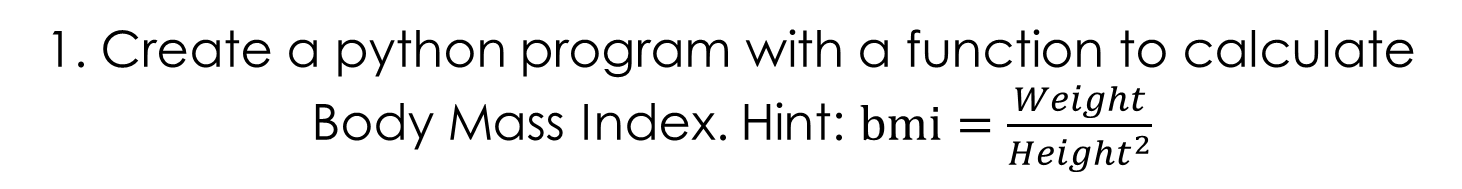 1. Create a python program with a function to calculate
Body Mass Index. Hint: bmi = Weight / Height²